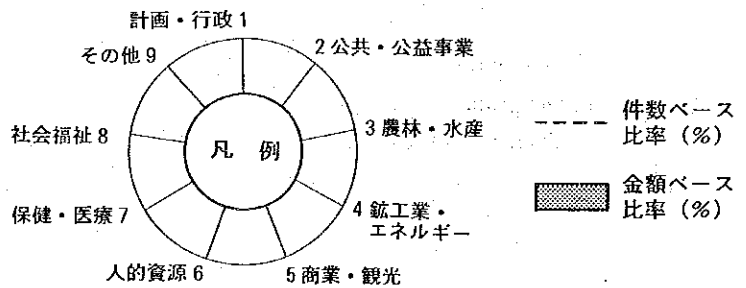 計画・行政 1
その他 9
2 公共・公益事業
社会福祉 8
3 農林・水産
凡 例
保健・医療 7
4 鉱工業・
エネルギー
人的資源 6
5 商業・観光
件数ベース
比率 (%)
金額ベース
比率 (%)